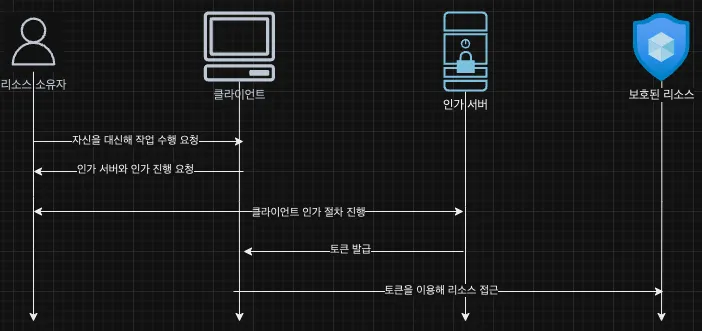 리소스 소유자
클라이언트
인가 서버
보호된 리소스
자신을 대신해 작업 수행 요청
인가 서버와 인가 진행 요청
클라이언트 인가 절차 진행
토큰 발급
토큰을 이용해 리소스 접근